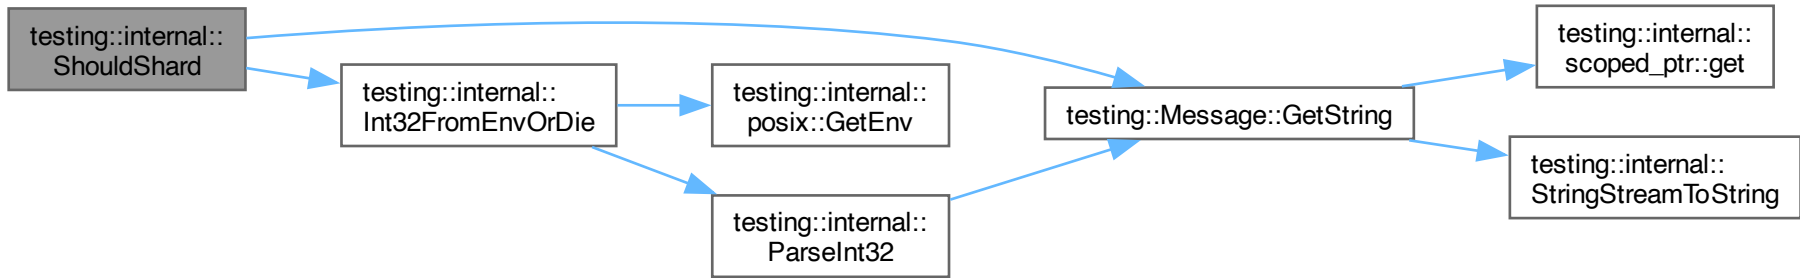 testing::internal::
ShouldShard
testing::internal::
Int32FromEnvOrDie
testing::internal::
posix::GetEnv
testing::internal::
ParseInt32
testing::Message::GetString
testing::internal::
scoped_ptr::get
testing::internal::
StringStreamToString